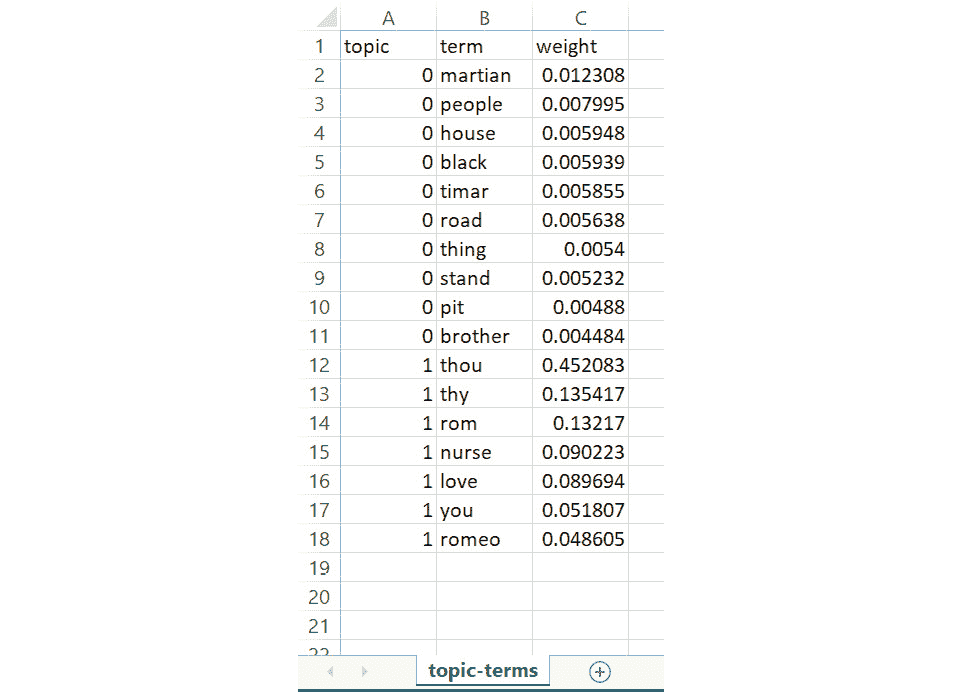 A B C
1 topic term weight
2 0 martian 0.012308
3 0 people 0.007995
4 0 house 0.005948
5 0 black 0.005939
6 0 timar 0.005855
7 0 road 0.005638
8 0 thing 0.0054
9 0 stand 0.005232
10 0 pit 0.00488
11 0 brother 0.004484
12 1 thou 0.452083
13 1 thy 0.135417
14 1 rom 0.13217
15 1 nurse 0.090223
16 1 love 0.089694
17 1 you 0.051807
18 1 romeo 0.048605
19
20
21
22
topic-terms